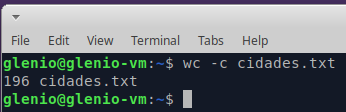 File Edit View Terminal Tabs Help
glenio@glenio-vm:~$ wc -c cidades.txt
196 cidades.txt
glenio@glenio-vm:~$